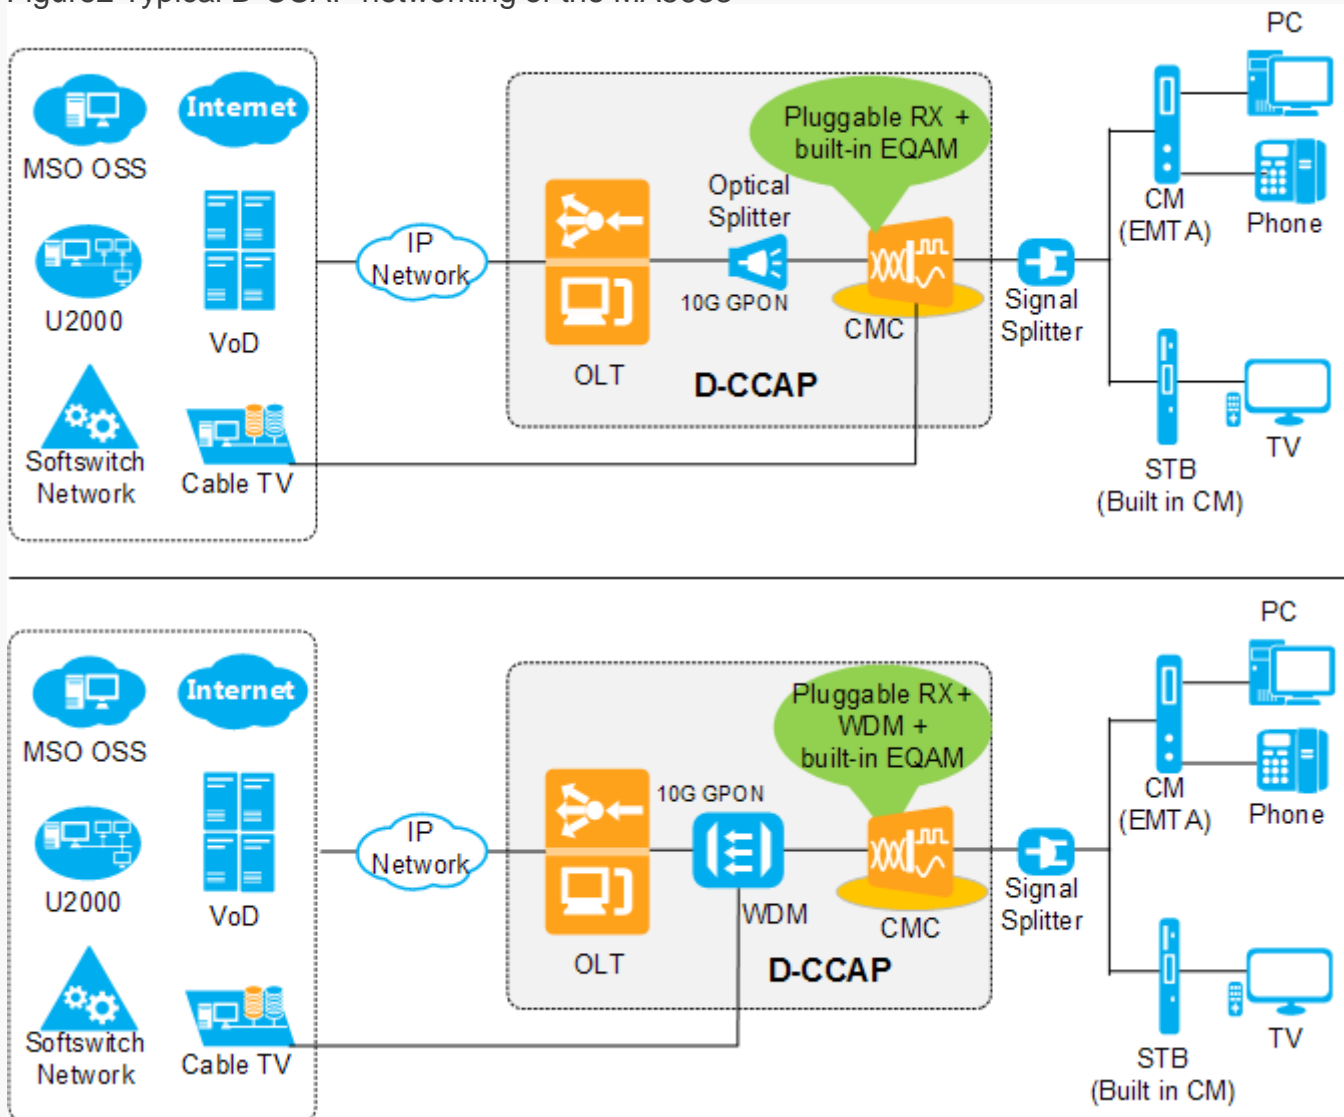 PC
Internet
Pluggable RX +
built-in EQAM
MSO OSS
Optical
Splitter
CM
(EMTA)
Phone
IP
Network
10G GPON
Signal
Splitter
U2000
VoD
CMC
OLT
D-CCAP
Softswitch
Network
Cable TV
STB
(Built in CM)
TV
PC
Internet
Pluggable RX+
WDM +
built-in EQAM
MSO OSS
10G GPON
CM
(EMTA)
Phone
IP
Network
Signal
Splitter
U2000
VoD
WDM
CMC
OLT
D-CCAP
Softswitch
Network
Cable TV
STB
(Built in CM)
TV